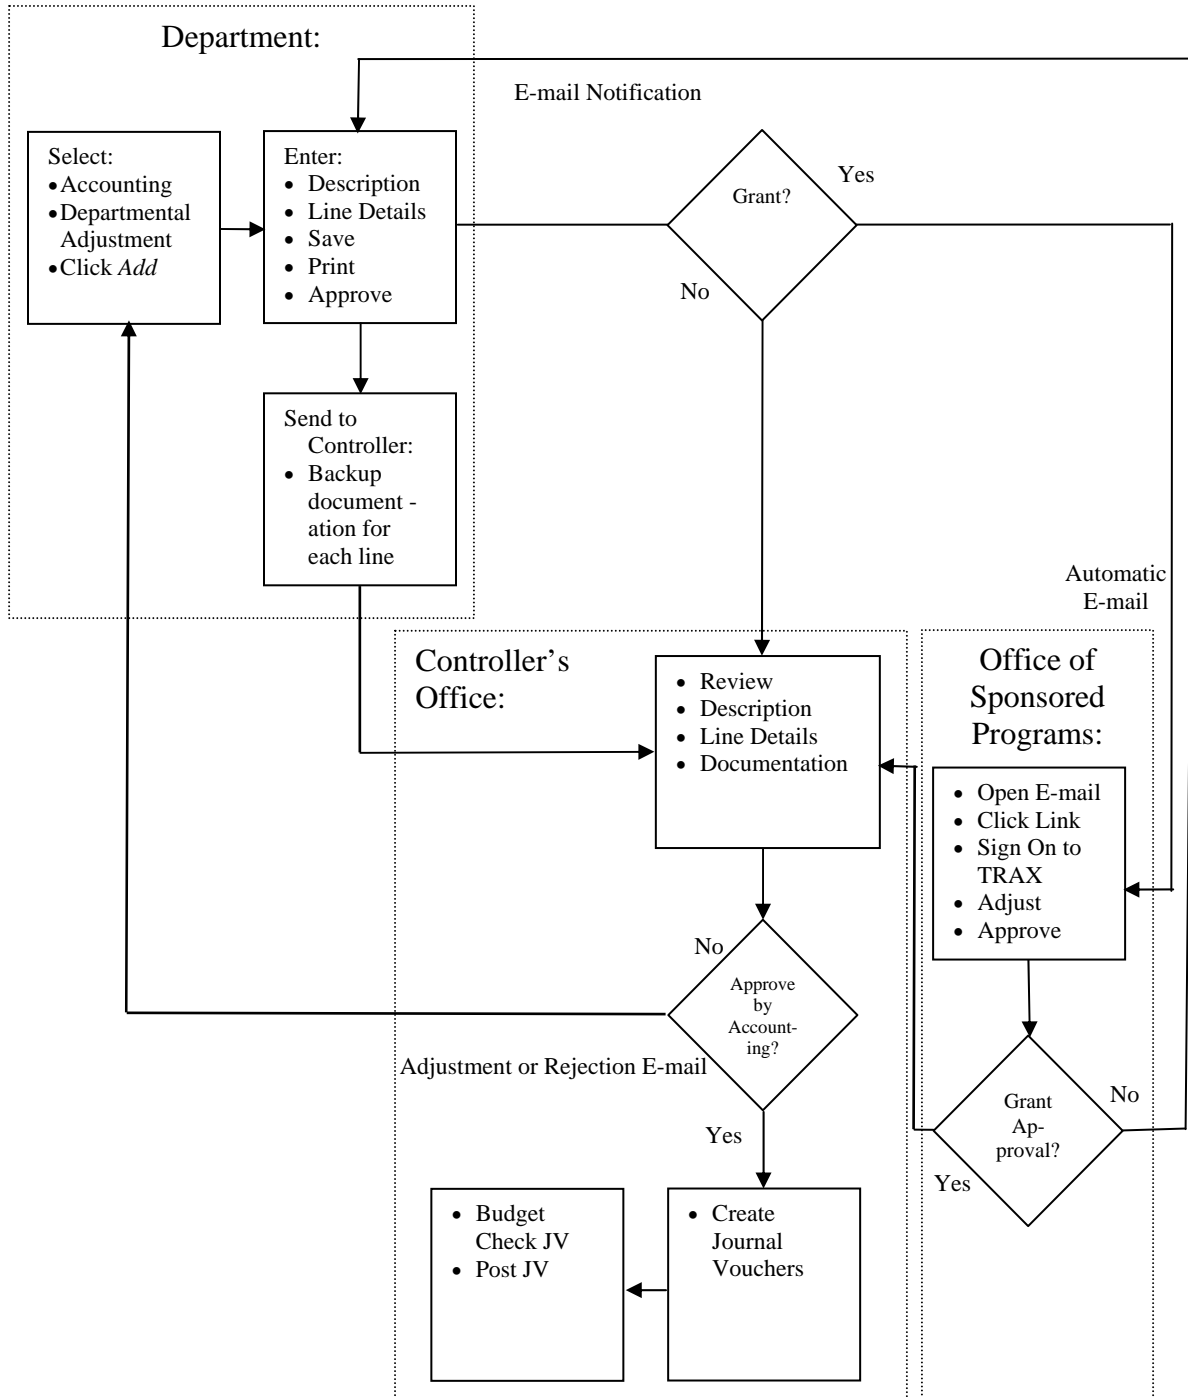 Department:
E-mail Notification
Select:
•Accounting
•Departmental
Adjustment
•Click Add
Enter:
• Description
• Line Details
• Save
• Print
• Approve
Grant?
Yes
No
Send to
Controller:
• Backup
document -
ation for
each line
Automatic
E-mail
Controller’s
Office:
• Review
• Description
• Line Details
• Documentation
Office of
Sponsored
Programs:
• Open E-mail
• Click Link
• Sign On to
TRAX
• Adjust
• Approve
No
Approve
by
Account-
ing?
Adjustment or Rejection E-mail
Yes
Grant
Ap-
proval?
No
Yes
• Budget
Check JV
• Post JV
• Create
Journal
Vouchers